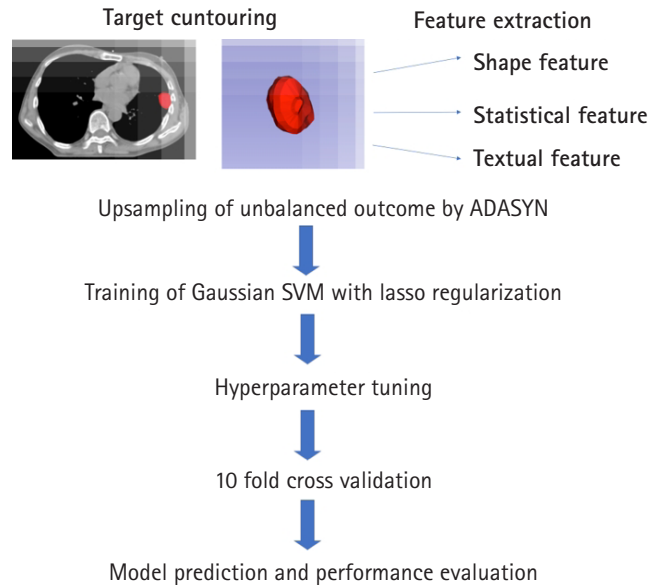 Target cuntouring
Feature extraction
Shape feature
Statistical feature
Textual feature
Upsampling of unbalanced outcome by ADASYN
Training of Gaussian SVM with lasso regularization
Hyperparameter tuning
10 fold cross validation
Model prediction and performance evaluation